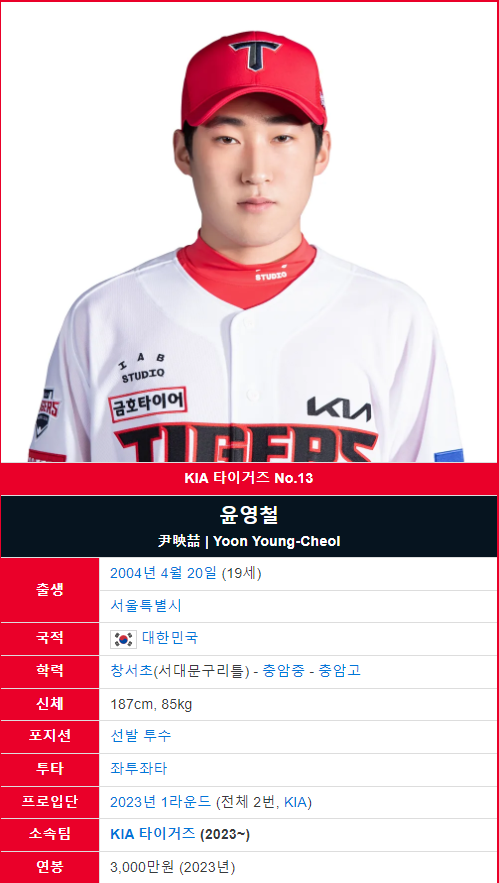 T
STUDIO
I A B
STUDIO
금호타이어
KIA
TIGERS
KIA 타이거즈 No.13
윤영철
尹映喆 | Yoon Young-Cheol
출생
2004년 4월 20일 (19세)
서울특별시
국적
대한민국
학력
창서초(서대문구리틀) - 충암중 - 충암고
신체
187cm, 85kg
포지션
선발 투수
투타
좌투좌타
프로입단
2023년 1라운드 (전체 2번, KIA)
소속팀
KIA 타이거즈 (2023~)
연봉
3,000만원 (2023년)